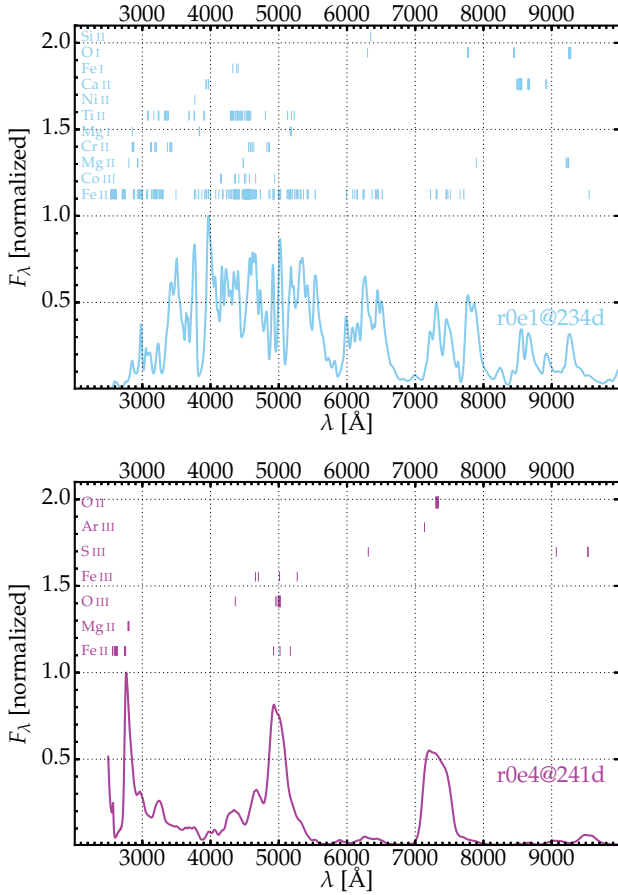 3000 4000 5000 6000 7000 8000 9000
2.0
1.5
1.0
0.5
Si II
O I
Fe I
Ca II
Ni II
Ti II
Mg I
Cr II
Mg II
Co II
Fe II
Fλ [normalized]
r0e1@234d
3000 4000 5000 6000 7000 8000 9000
λ [Å]
3000 4000 5000 6000 7000 8000 9000
2.0
1.5
1.0
0.5
O II
Ar III
S III
Fe III
O III
Mg II
Fe II
Fλ [normalized]
r0e4@241d
3000 4000 5000 6000 7000 8000 9000
λ [Å]